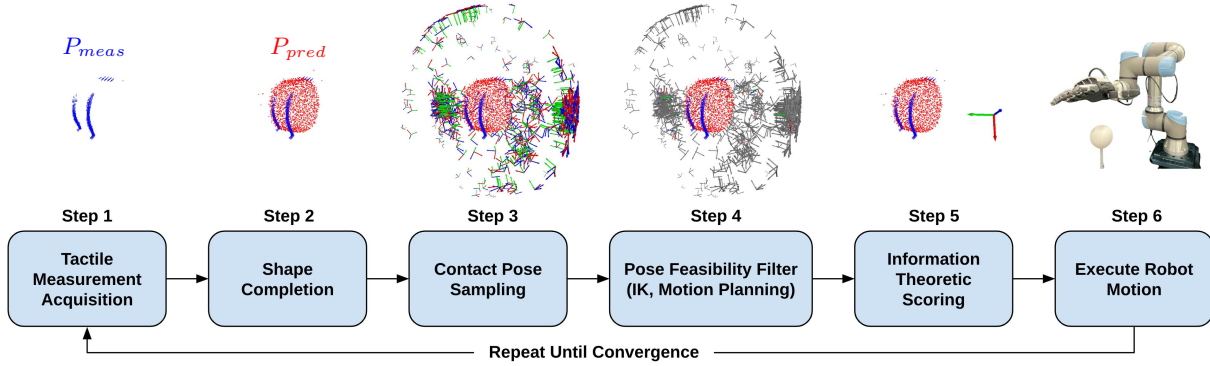 P_meas
P_pred
Step 1
Step 2
Step 3
Step 4
Step 5
Step 6
Tactile
Measurement
Acquisition
Shape
Completion
Contact Pose
Sampling
Pose Feasibility Filter
(IK, Motion Planning)
Information
Theoretic
Scoring
Execute Robot
Motion
Repeat Until Convergence